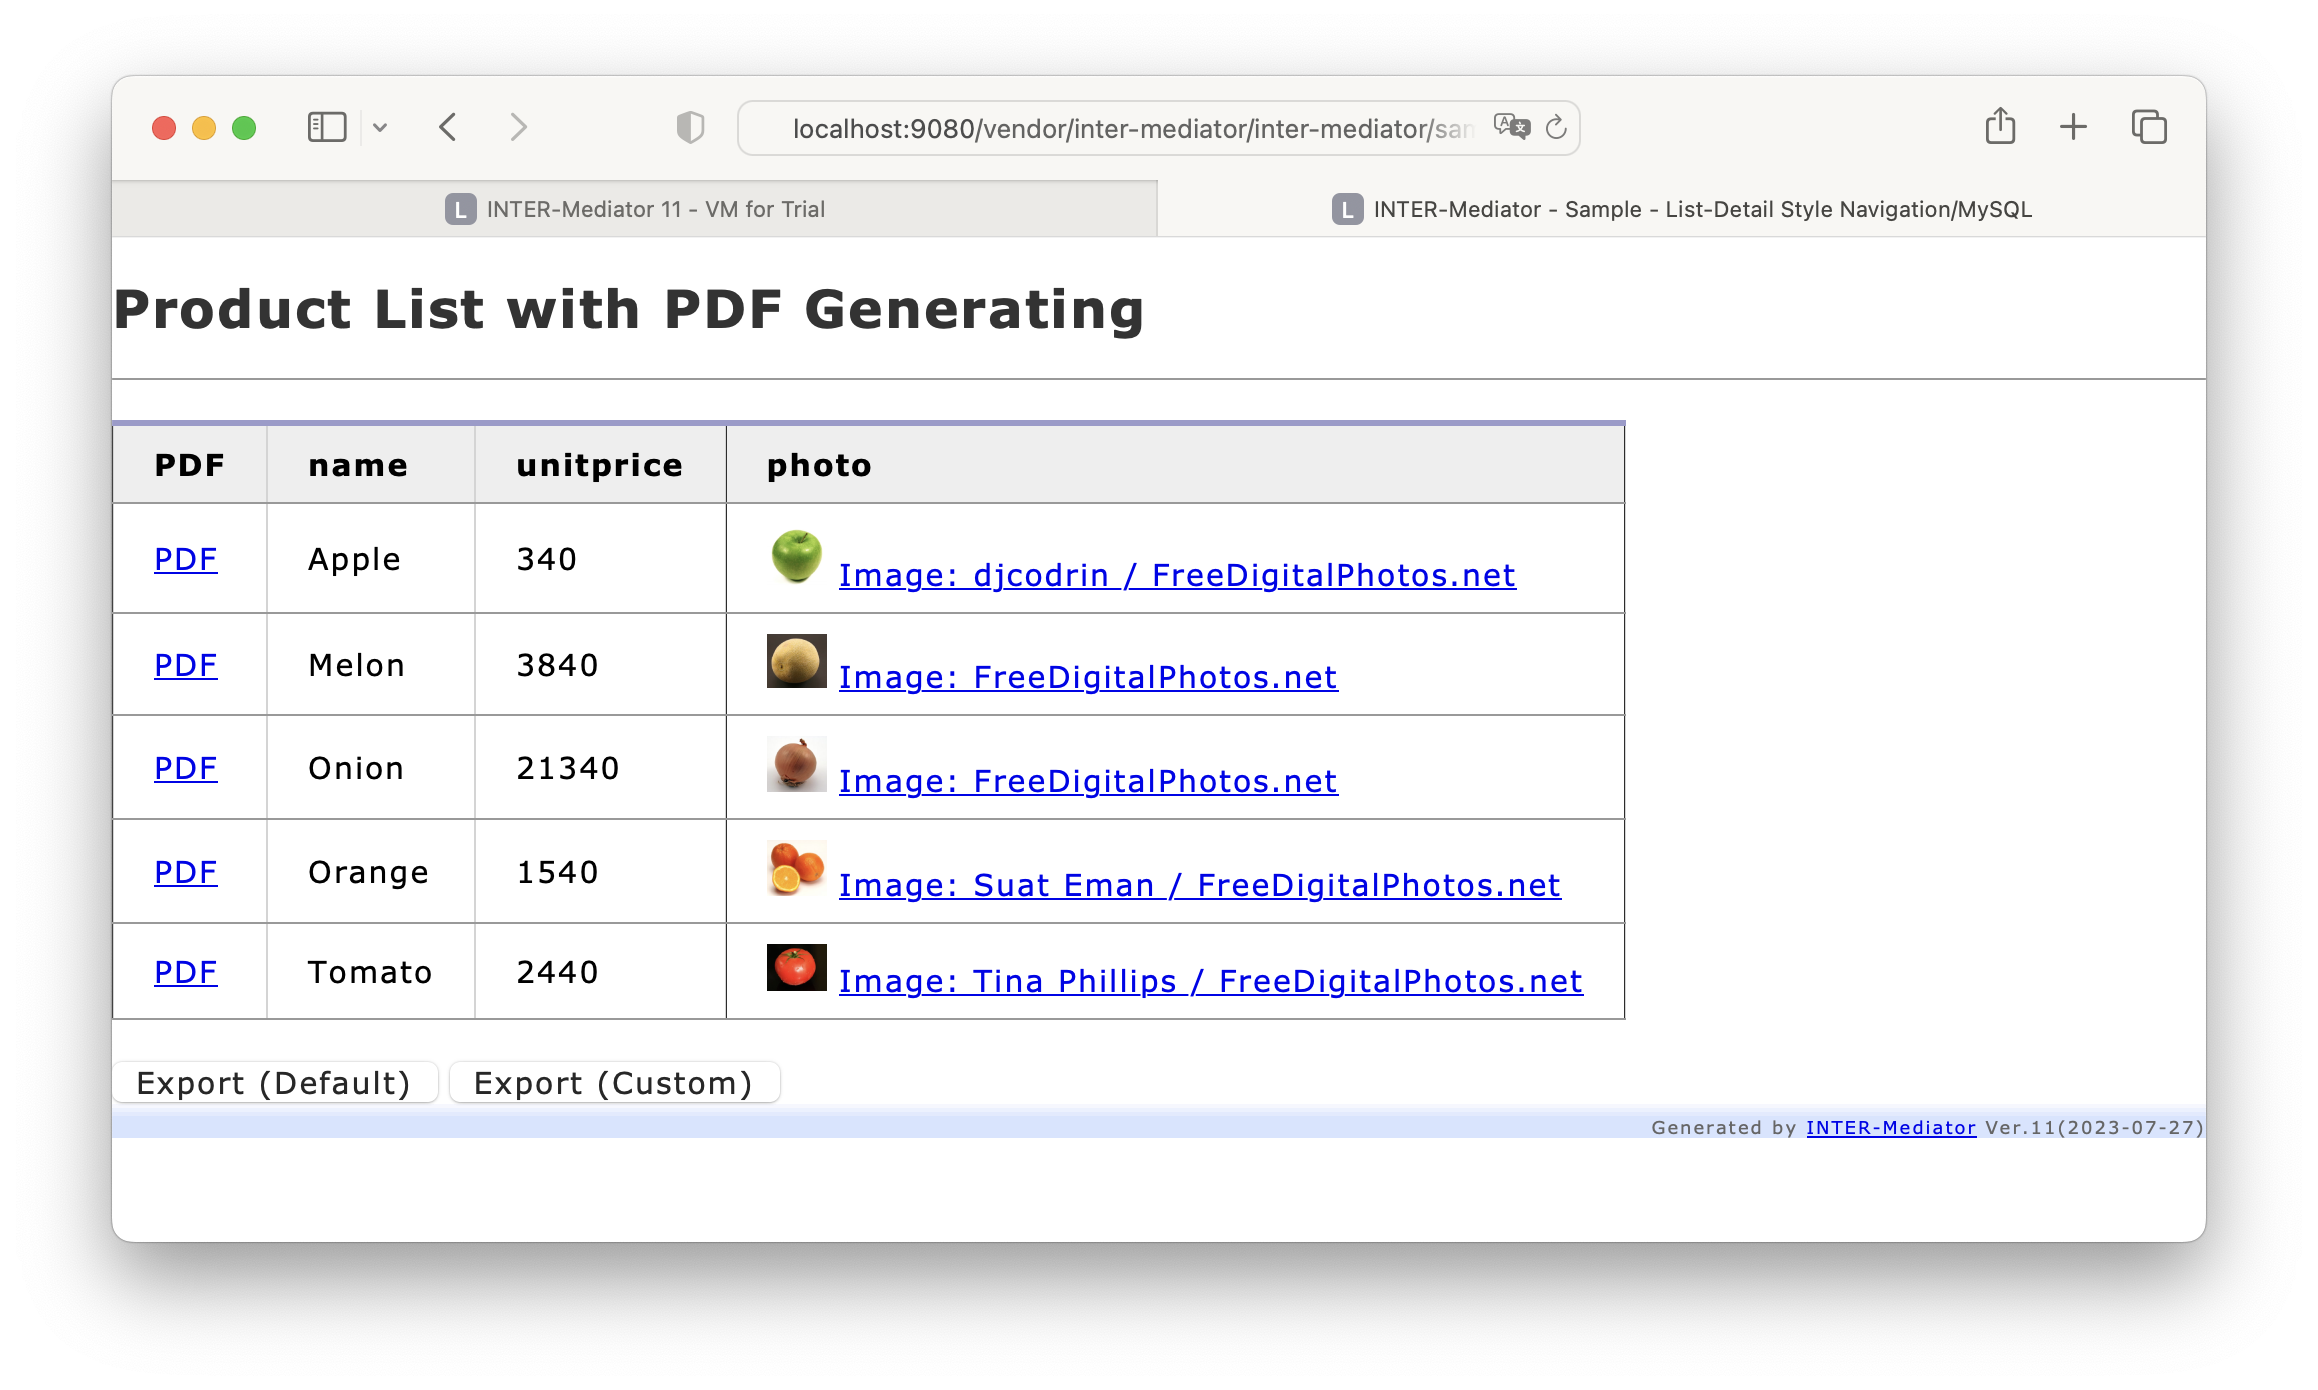 localhost:9080/vendor/inter-mediator/inter-mediator/san
L INTER-Mediator 11 - VM for Trial
L INTER-Mediator - Sample - List-Detail Style Navigation/MySQL
Product List with PDF Generating
PDF name unitprice photo
PDF Apple 340 Image: djcodrin / FreeDigitalPhotos.net
PDF Melon 3840 Image: FreeDigitalPhotos.net
PDF Onion 21340 Image: FreeDigitalPhotos.net
PDF Orange 1540 Image: Suat Eman / FreeDigitalPhotos.net
PDF Tomato 2440 Image: Tina Phillips / FreeDigitalPhotos.net
Export (Default) Export (Custom)
Generated by INTER-Mediator Ver.11(2023-07-27)